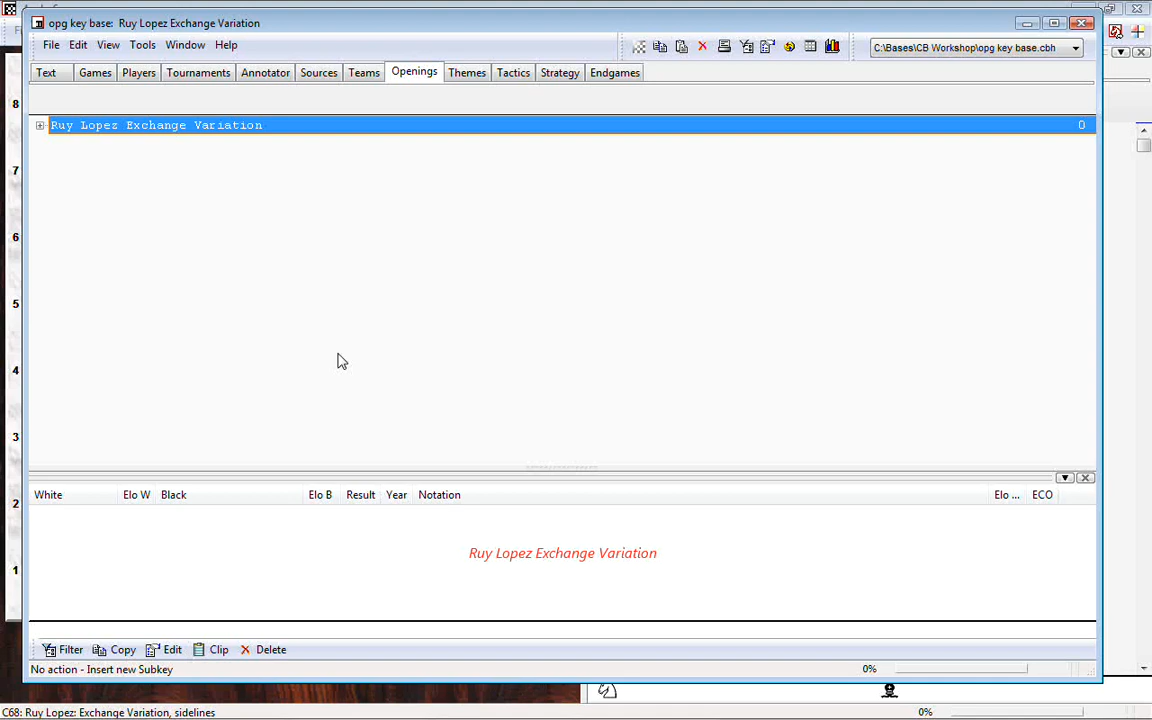 opg key base: Ruy Lopez Exchange Variation
File Edit View Tools Window Help
C:\Bases\CB Workshop\opg key base.cbh
Text Games Players Tournaments Annotator Sources Teams Openings Themes Tactics Strategy Endgames
Ruy Lopez Exchange Variation 0
8
7
6
5
4
3
2
1
White Elo W Black Elo B Result Year Notation Elo ... ECO
Ruy Lopez Exchange Variation
Filter Copy Edit Clip Delete
No action - Insert new Subkey 0%
C68: Ruy Lopez: Exchange Variation, sidelines 0%